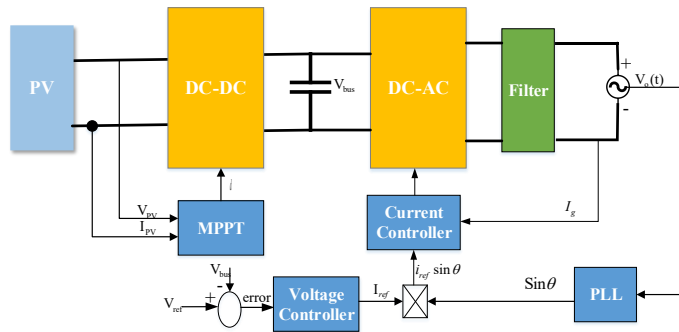 PV
DC-DC
V_bus
DC-AC
Filter
+
-
V_o(t)
i
V_PV
I_PV
MPPT
Current
Controller
I_g
i_ref sin θ
V_bus
-
+
V_ref
error
Voltage
Controller
I_ref
Sinθ
PLL